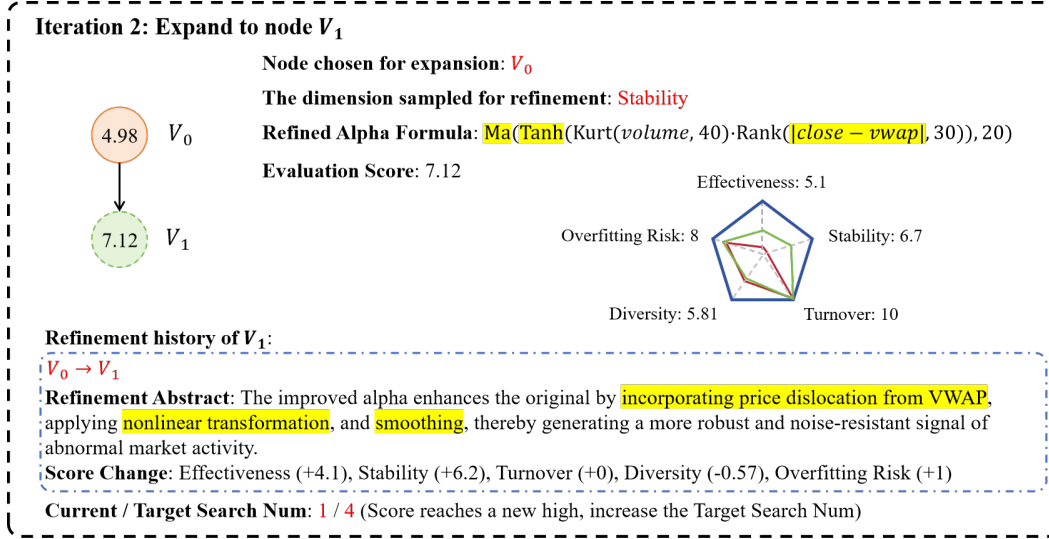 Iteration 2: Expand to node V₁
Node chosen for expansion: V₀
The dimension sampled for refinement: Stability
4.98 V₀
Refined Alpha Formula: Ma(Tanh(Kurt(volume, 40)·Rank(|close − vwap|, 30)), 20)
Evaluation Score: 7.12
Effectiveness: 5.1
7.12 V₁
Overfitting Risk: 8
Stability: 6.7
Diversity: 5.81
Turnover: 10
Refinement history of V₁:
V₀ → V₁
Refinement Abstract: The improved alpha enhances the original by incorporating price dislocation from VWAP,
applying nonlinear transformation, and smoothing, thereby generating a more robust and noise-resistant signal of
abnormal market activity.
Score Change: Effectiveness (+4.1), Stability (+6.2), Turnover (+0), Diversity (-0.57), Overfitting Risk (+1)
Current / Target Search Num: 1 / 4 (Score reaches a new high, increase the Target Search Num)